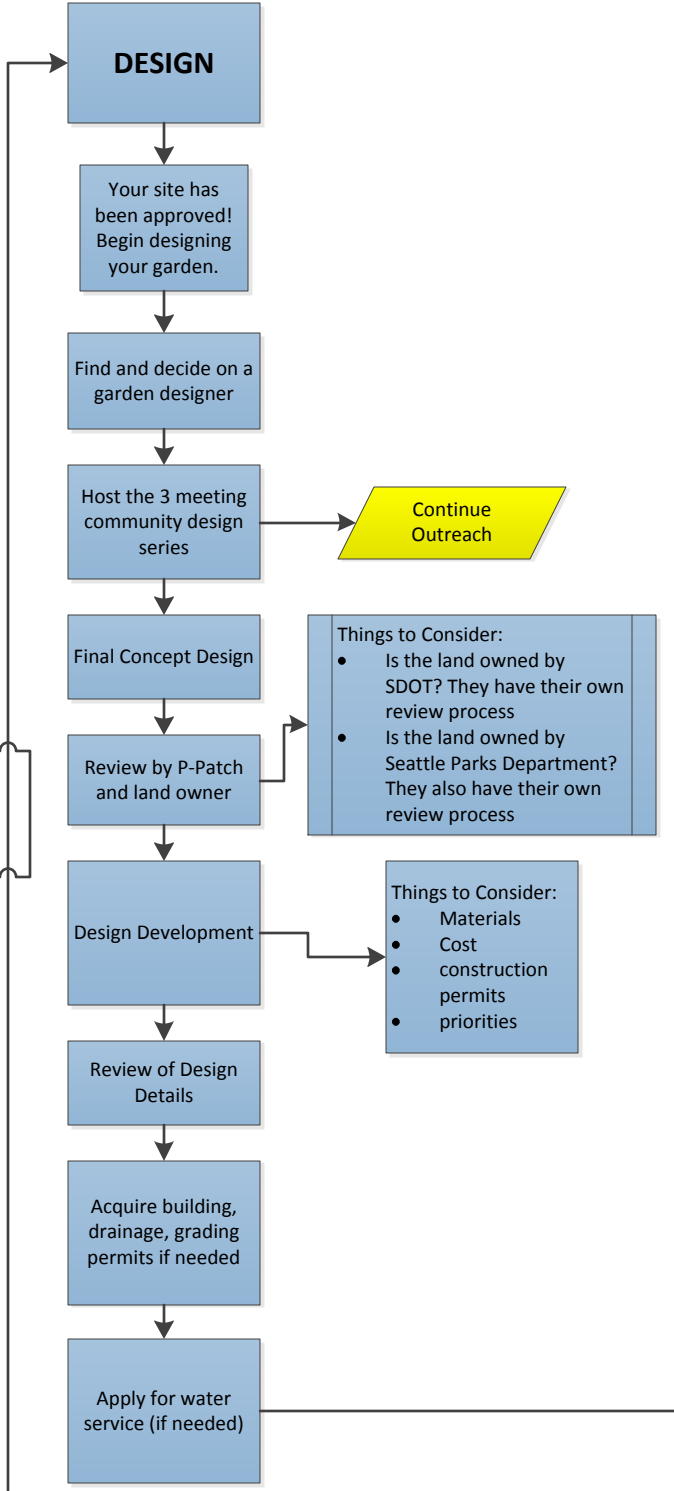 DESIGN
Your site has
been approved!
Begin designing
your garden.
Find and decide on a
garden designer
Host the 3 meeting
community design
series
Continue
Outreach
Final Concept Design
Things to Consider:
• Is the land owned by
SDOT? They have their own
review process
• Is the land owned by
Seattle Parks Department?
They also have their own
review process
Review by P-Patch
and land owner
Design Development
Things to Consider:
• Materials
• Cost
• construction
permits
• priorities
Review of Design
Details
Acquire building,
drainage, grading
permits if needed
Apply for water
service (if needed)